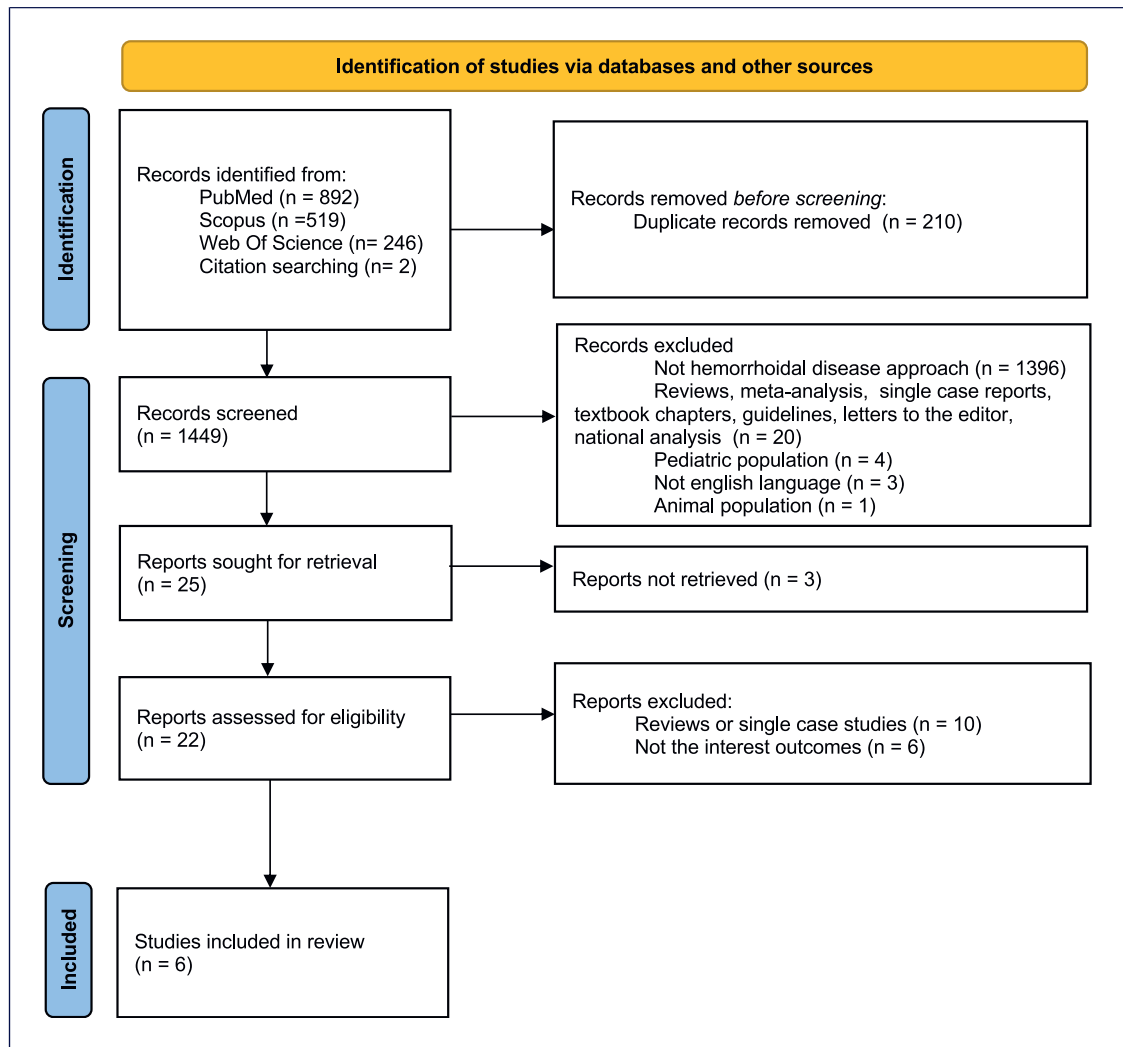 Identification of studies via databases and other sources
Identification
Records identified from:
PubMed (n = 892)
Scopus (n =519)
Web Of Science (n= 246)
Citation searching (n= 2)
Records removed before screening:
Duplicate records removed (n = 210)
Screening
Records screened
(n = 1449)
Records excluded
Not hemorrhoidal disease approach (n = 1396)
Reviews, meta-analysis, single case reports,
textbook chapters, guidelines, letters to the editor,
national analysis (n = 20)
Pediatric population (n = 4)
Not english language (n = 3)
Animal population (n = 1)
Reports sought for retrieval
(n = 25)
Reports not retrieved (n = 3)
Reports assessed for eligibility
(n = 22)
Reports excluded:
Reviews or single case studies (n = 10)
Not the interest outcomes (n = 6)
Included
Studies included in review
(n = 6)